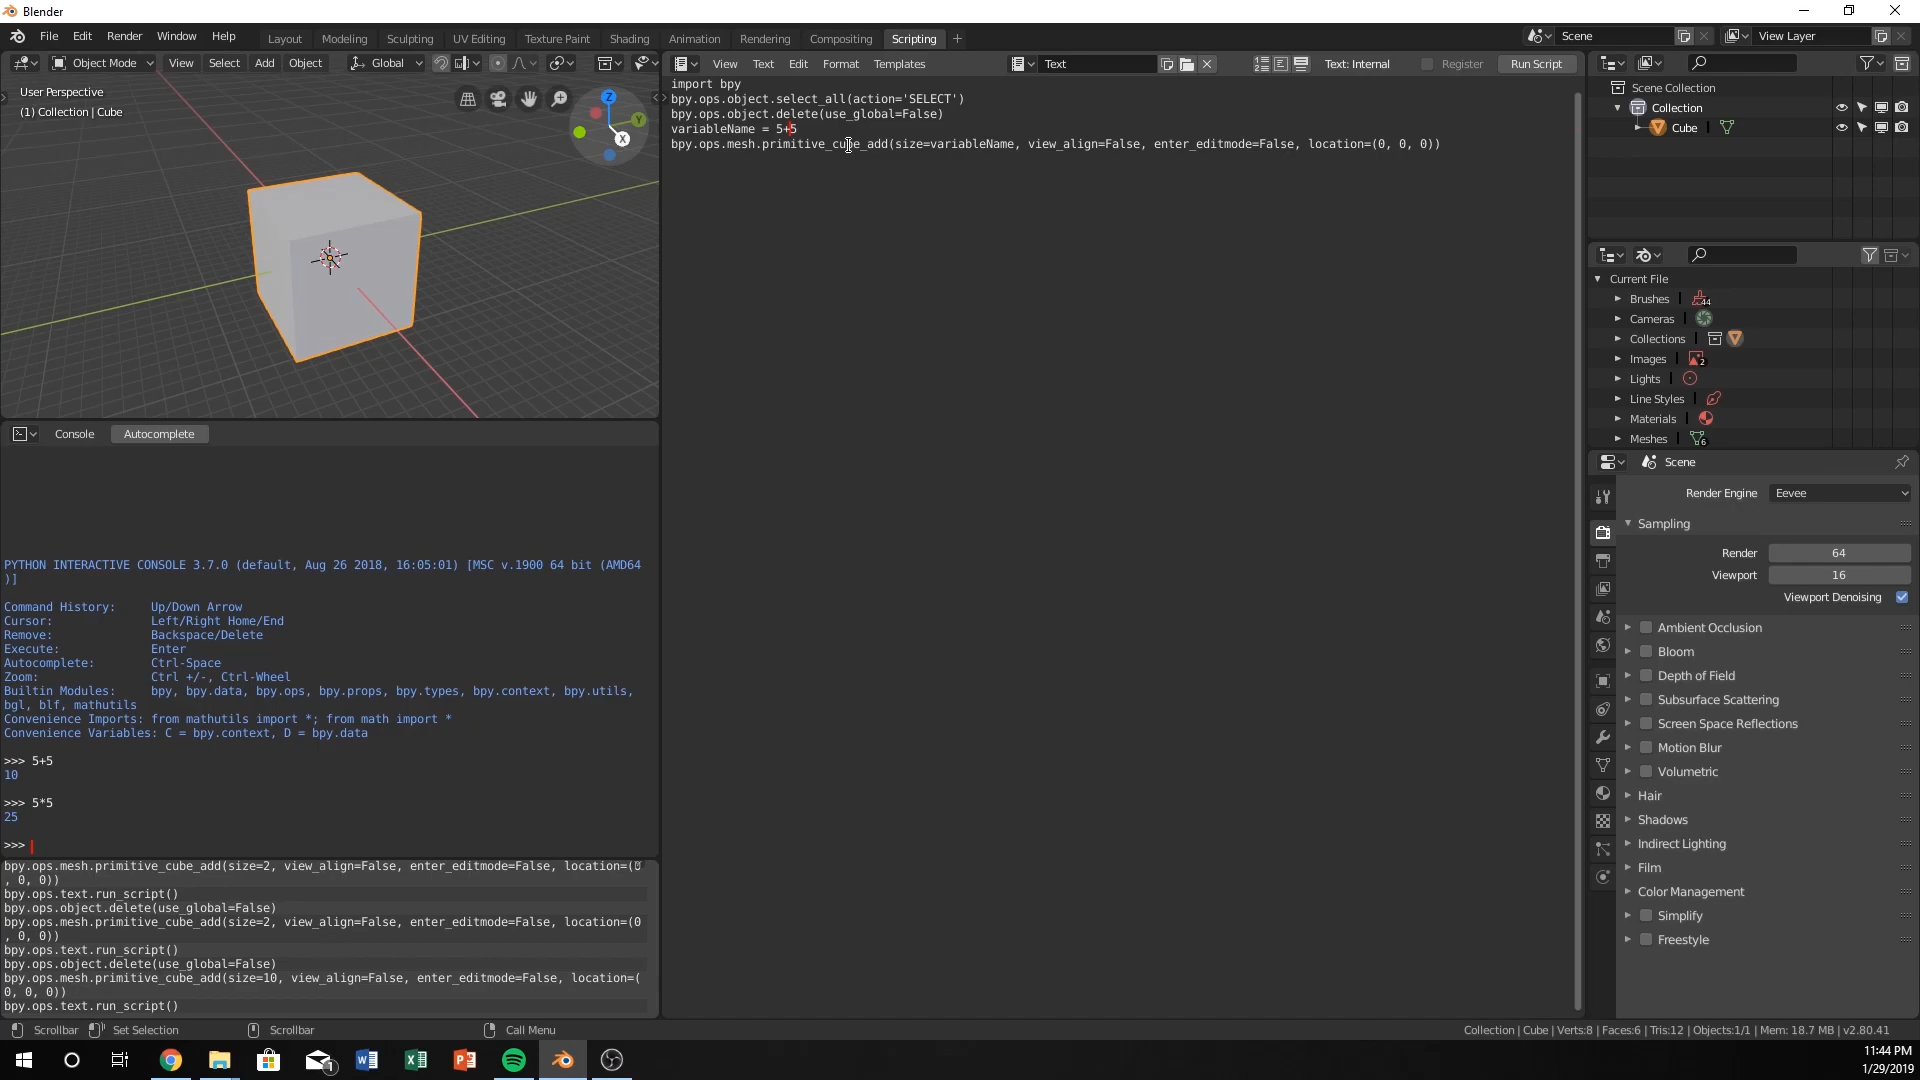 Blender
File Edit Render Window Help
Layout Modeling Sculpting UV Editing Texture Paint Shading Animation Rendering Compositing Scripting +
Scene
View Layer
Object Mode View Select Add Object Global
View Text Edit Format Templates Text Text: Internal Register Run Script
User Perspective
(1) Collection | Cube
Z
Y
X
import bpy
bpy.ops.object.select_all(action='SELECT')
bpy.ops.object.delete(use_global=False)
variableName = 5+5
bpy.ops.mesh.primitive_cube_add(size=variableName, view_align=False, enter_editmode=False, location=(0, 0, 0))
Scene Collection
Collection
Cube
Current File
Brushes 44
Cameras
Collections
Images 2
Lights
Line Styles
Materials
Meshes 6
Console Autocomplete
PYTHON INTERACTIVE CONSOLE 3.7.0 (default, Aug 26 2018, 16:05:01) [MSC v.1900 64 bit (AMD64
)]
Command History: Up/Down Arrow
Cursor: Left/Right Home/End
Remove: Backspace/Delete
Execute: Enter
Autocomplete: Ctrl-Space
Zoom: Ctrl +/-, Ctrl-Wheel
Builtin Modules: bpy, bpy.data, bpy.ops, bpy.props, bpy.types, bpy.context, bpy.utils,
bgl, blf, mathutils
Convenience Imports: from mathutils import *; from math import *
Convenience Variables: C = bpy.context, D = bpy.data
>>> 5+5
10
>>> 5*5
25
>>>
bpy.ops.mesh.primitive_cube_add(size=2, view_align=False, enter_editmode=False, location=(0
, 0, 0))
bpy.ops.text.run_script()
bpy.ops.object.delete(use_global=False)
bpy.ops.mesh.primitive_cube_add(size=2, view_align=False, enter_editmode=False, location=(0
, 0, 0))
bpy.ops.text.run_script()
bpy.ops.object.delete(use_global=False)
bpy.ops.mesh.primitive_cube_add(size=10, view_align=False, enter_editmode=False, location=(
0, 0, 0))
bpy.ops.text.run_script()
Scene
Render Engine Eevee
Sampling
Render 64
Viewport 16
Viewport Denoising
Ambient Occlusion
Bloom
Depth of Field
Subsurface Scattering
Screen Space Reflections
Motion Blur
Volumetric
Hair
Shadows
Indirect Lighting
Film
Color Management
Simplify
Freestyle
Scrollbar Set Selection Scrollbar Call Menu
Collection | Cube | Verts:8 | Faces:6 | Tris:12 | Objects:1/1 | Mem: 18.7 MB | v2.80.41
11:44 PM
1/29/2019